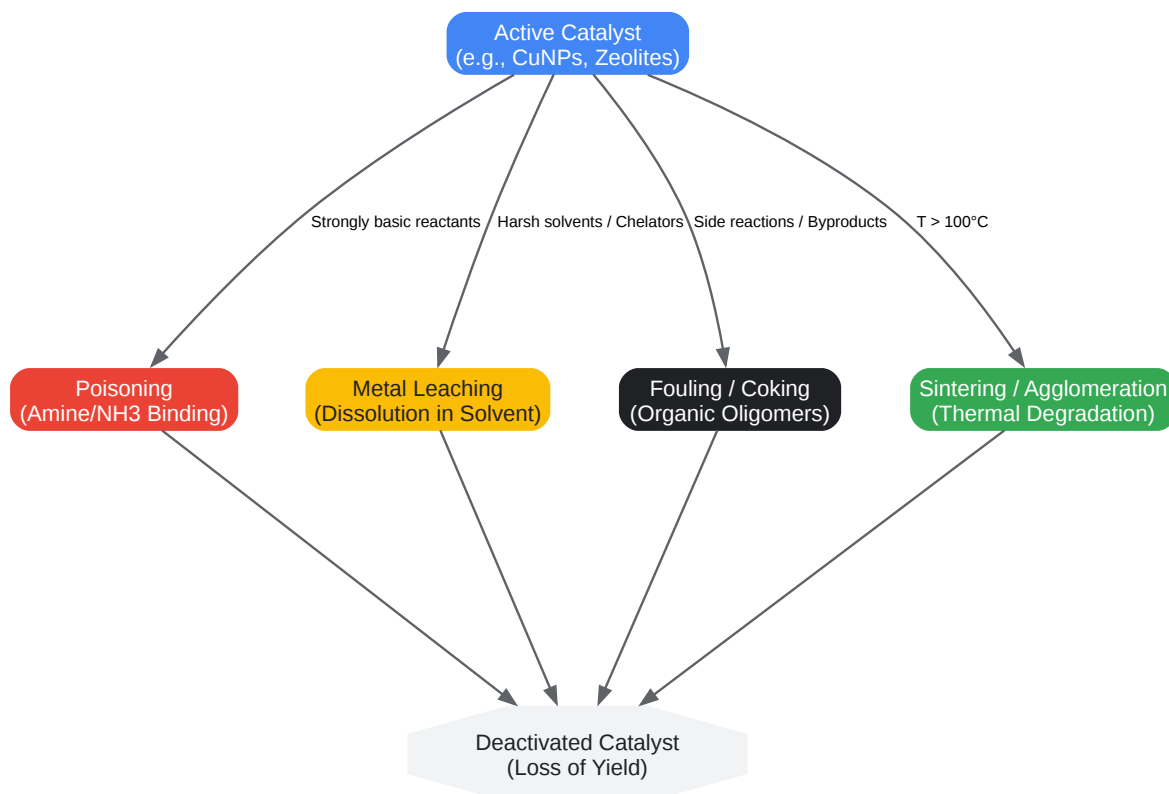 Active Catalyst
(e.g., CuNPs, Zeolites)
Strongly basic reactants
Harsh solvents / Chelators
Side reactions / Byproducts
T > 100°C
Poisoning
(Amine/NH3 Binding)
Metal Leaching
(Dissolution in Solvent)
Fouling / Coking
(Organic Oligomers)
Sintering / Agglomeration
(Thermal Degradation)
Deactivated Catalyst
(Loss of Yield)